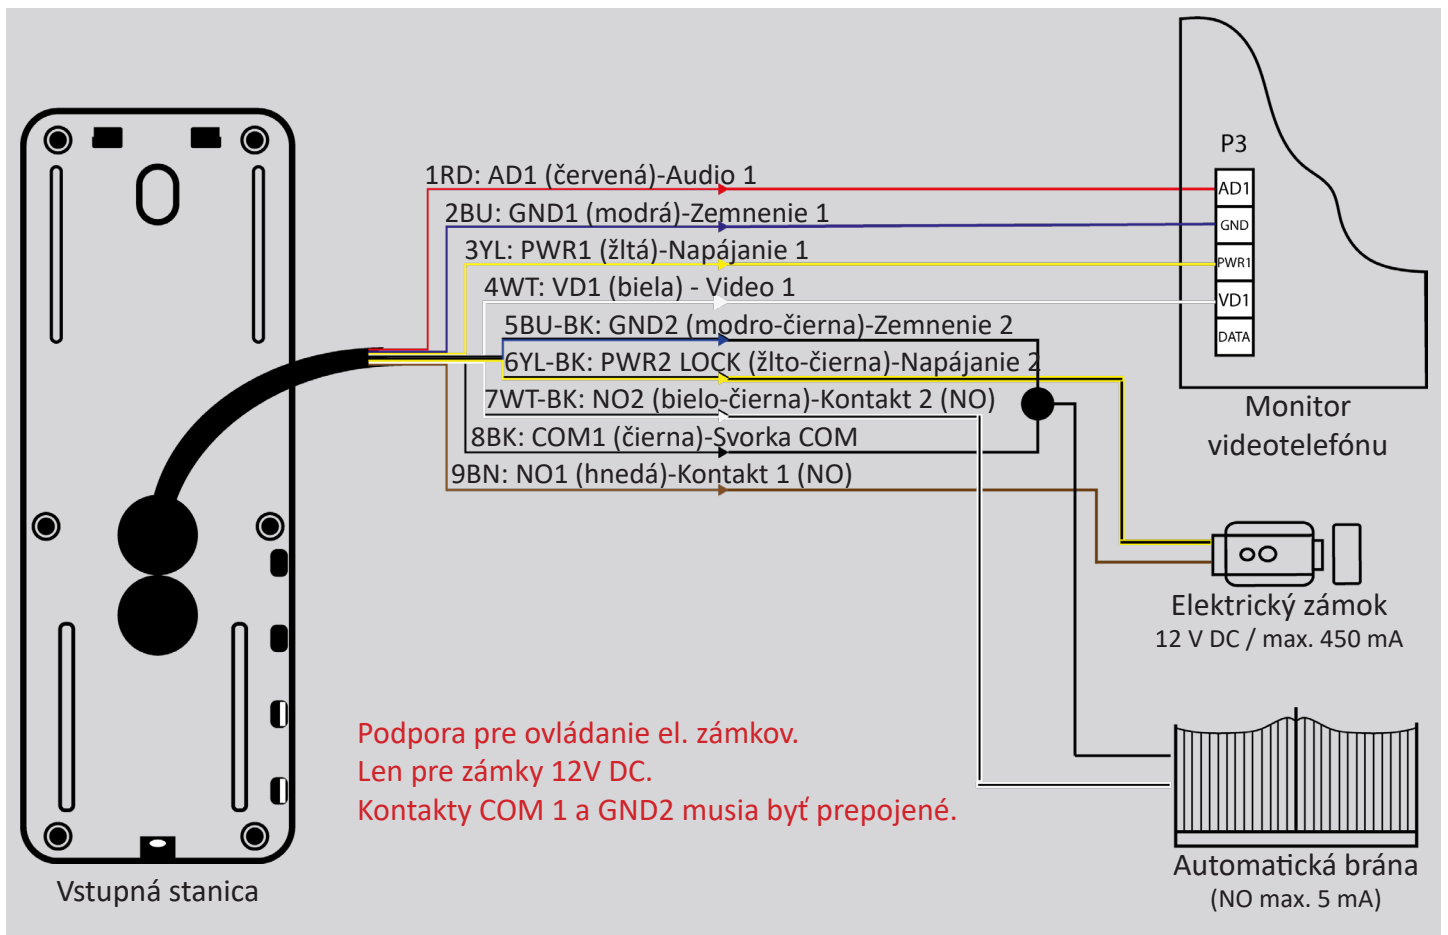 1RD: AD1 (červená)-Audio 1
2BU: GND1 (modrá)-Zemnenie 1
3YL: PWR1 (žltá)-Napájanie 1
4WT: VD1 (biela) - Video 1
5BU-BK: GND2 (modro-čierna)-Zemnenie 2
6YL-BK: PWR2 LOCK (žlto-čierna)-Napájanie 2
7WT-BK: NO2 (bielo-čierna)-Kontakt 2 (NO)
8BK: COM1 (čierna)-Svorka COM
9BN: NO1 (hnedá)-Kontakt 1 (NO)
P3
AD1
GND
PWR1
VD1
DATA
Monitor
videotelefónu
Elektrický zámok
12 V DC / max. 450 mA
Podpora pre ovládanie el. zámkov.
Len pre zámky 12V DC.
Kontakty COM 1 a GND2 musia byť prepojené.
Automatická brána
(NO max. 5 mA)
Vstupná stanica